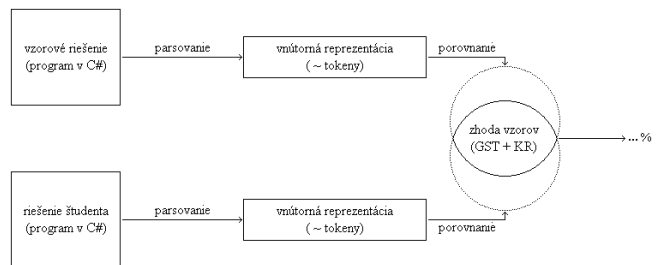 vzorové riešenie
(program v C#)
parsovanie
vnútorná reprezentácia
( ~ tokeny)
porovnanie
zhoda vzorov
(GST + KR)
... %
riešenie študenta
(program v C#)
parsovanie
vnútorná reprezentácia
( ~ tokeny)
porovnanie